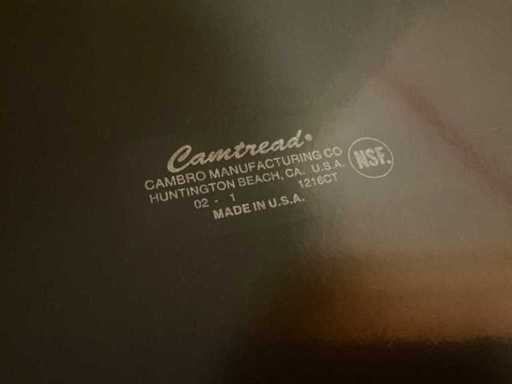 Camtread®
CAMBRO MANUFACTURING CO
HUNTINGTON BEACH, CA. U.S.A.
02 - 1 1216CT
MADE IN U.S.A.
NSF.